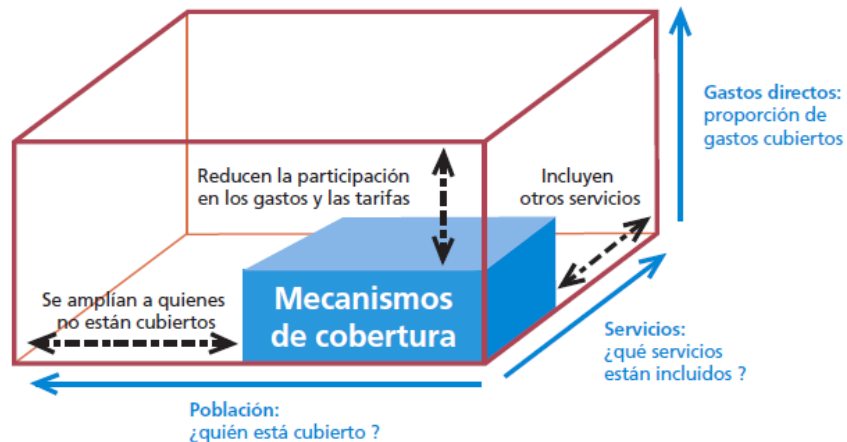 Gastos directos:
proporción de
gastos cubiertos
Reducen la participación
en los gastos y las tarifas
Incluyen
otros servicios
Se amplían a quienes
no están cubiertos
Mecanismos
de cobertura
Servicios:
¿qué servicios
están incluidos ?
Población:
¿quién está cubierto ?